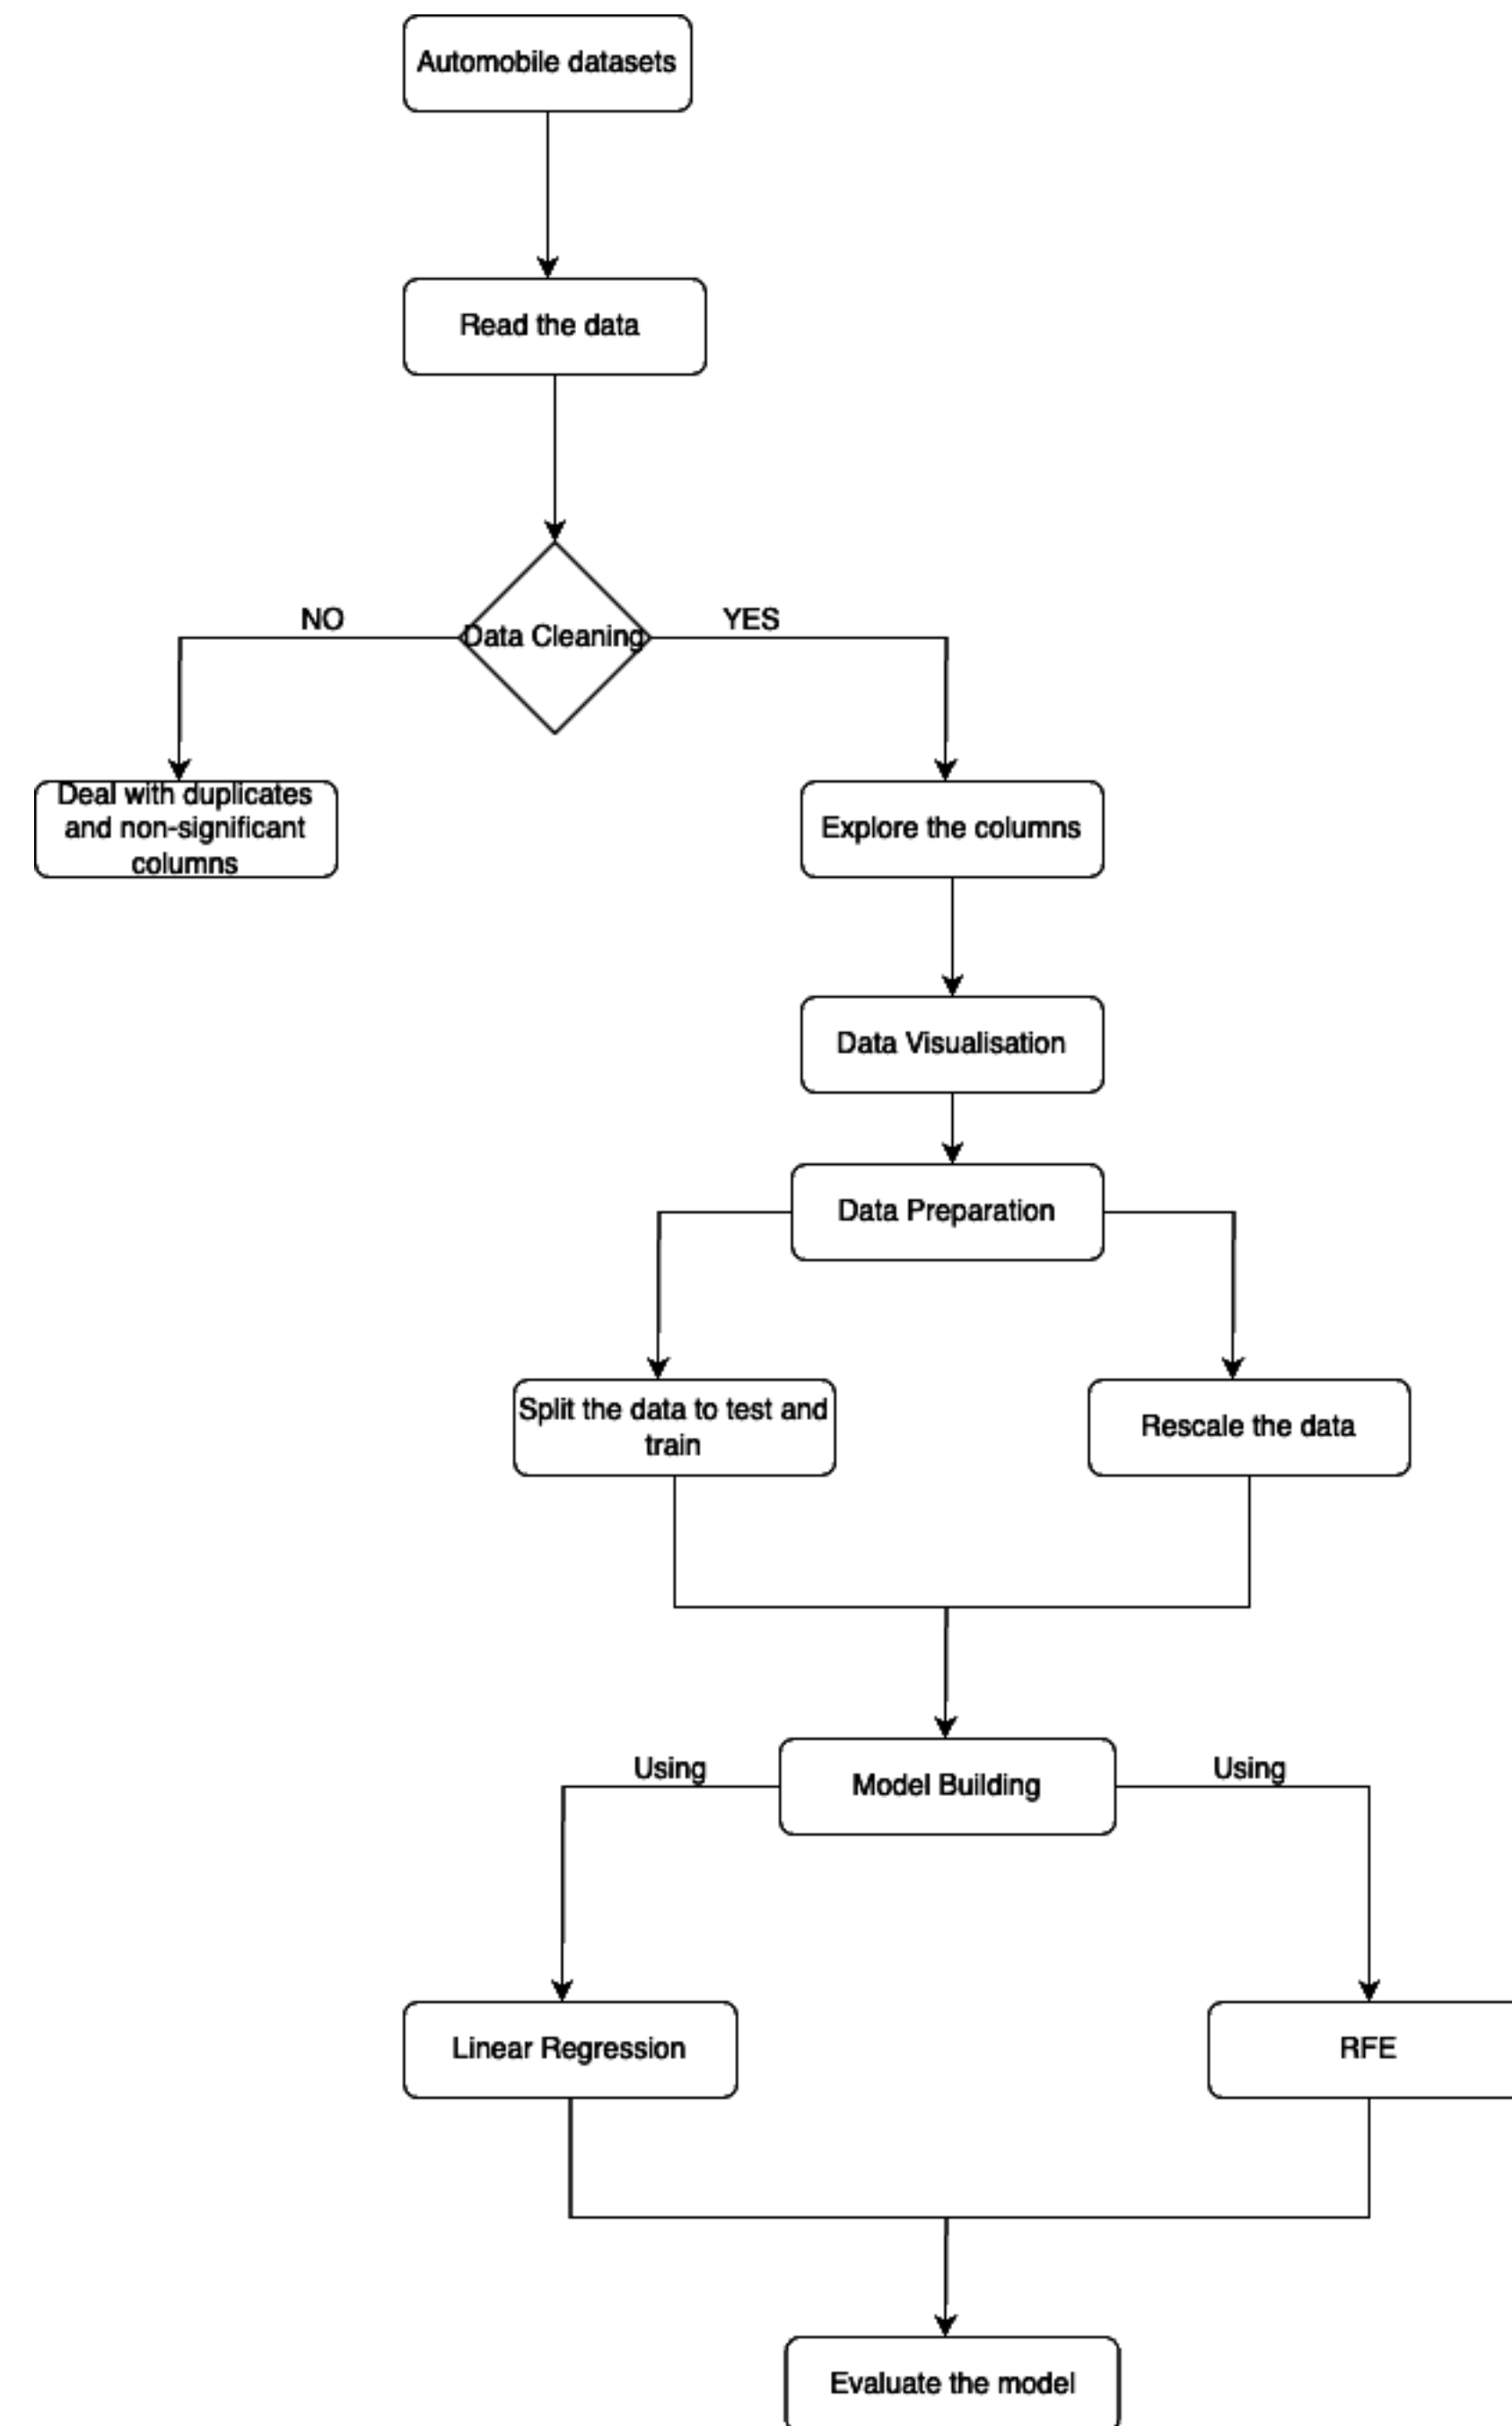 Automobile datasets
Read the data
NO
YES
Data Cleaning
Deal with duplicates
and non-significant
columns
Explore the columns
Data Visualisation
Data Preparation
Split the data to test and
train
Rescale the data
Using
Using
Model Building
Linear Regression
RFE
Evaluate the model